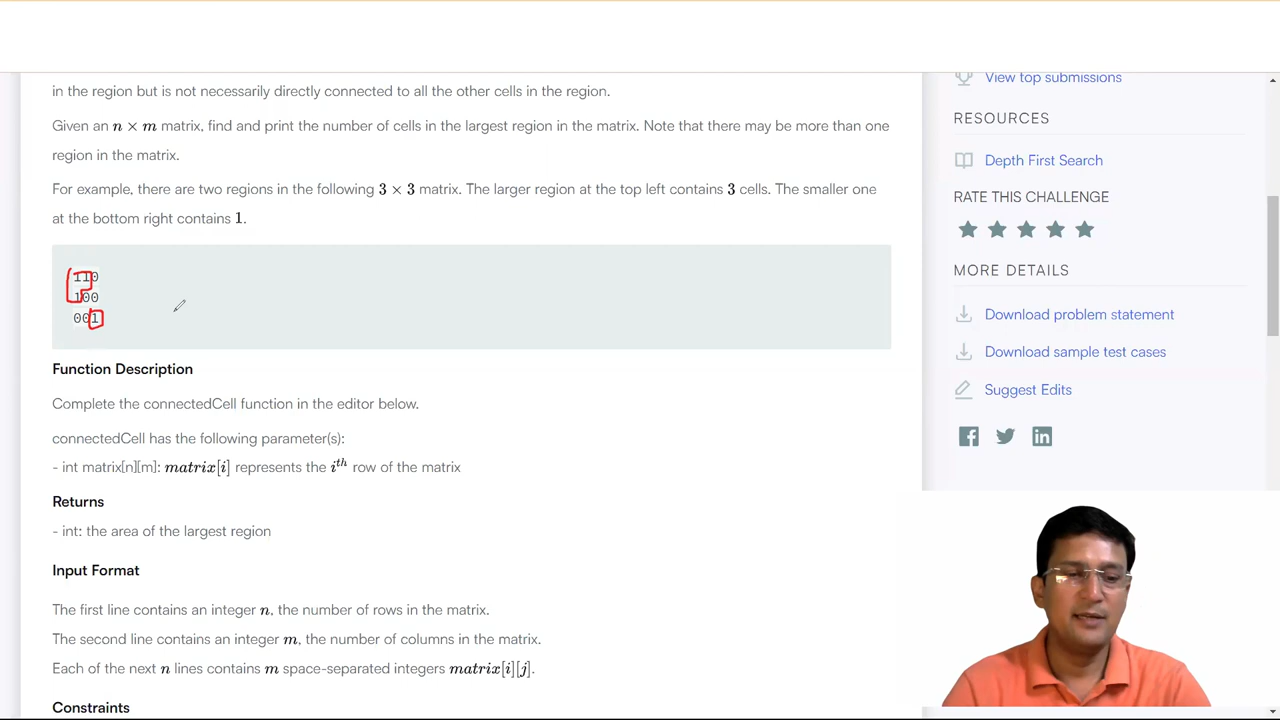 in the region but is not necessarily directly connected to all the other cells in the region.
Given an n × m matrix, find and print the number of cells in the largest region in the matrix. Note that there may be more than one
region in the matrix.
For example, there are two regions in the following 3 × 3 matrix. The larger region at the top left contains 3 cells. The smaller one
at the bottom right contains 1.
110
100
001
Function Description
Complete the connectedCell function in the editor below.
connectedCell has the following parameter(s):
- int matrix[n][m]: matrix[i] represents the i^th row of the matrix
Returns
- int: the area of the largest region
Input Format
The first line contains an integer n, the number of rows in the matrix.
The second line contains an integer m, the number of columns in the matrix.
Each of the next n lines contains m space-separated integers matrix[i][j].
Constraints
View top submissions
RESOURCES
Depth First Search
RATE THIS CHALLENGE
MORE DETAILS
Download problem statement
Download sample test cases
Suggest Edits